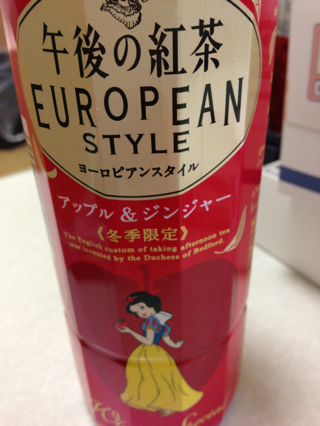 午後の紅茶
EUROPEAN
STYLE
ヨーロピアンスタイル
アップル&ジンジャー
《冬季限定》
The English custom of taking afternoon tea
was invented by the Duchess of Bedford.